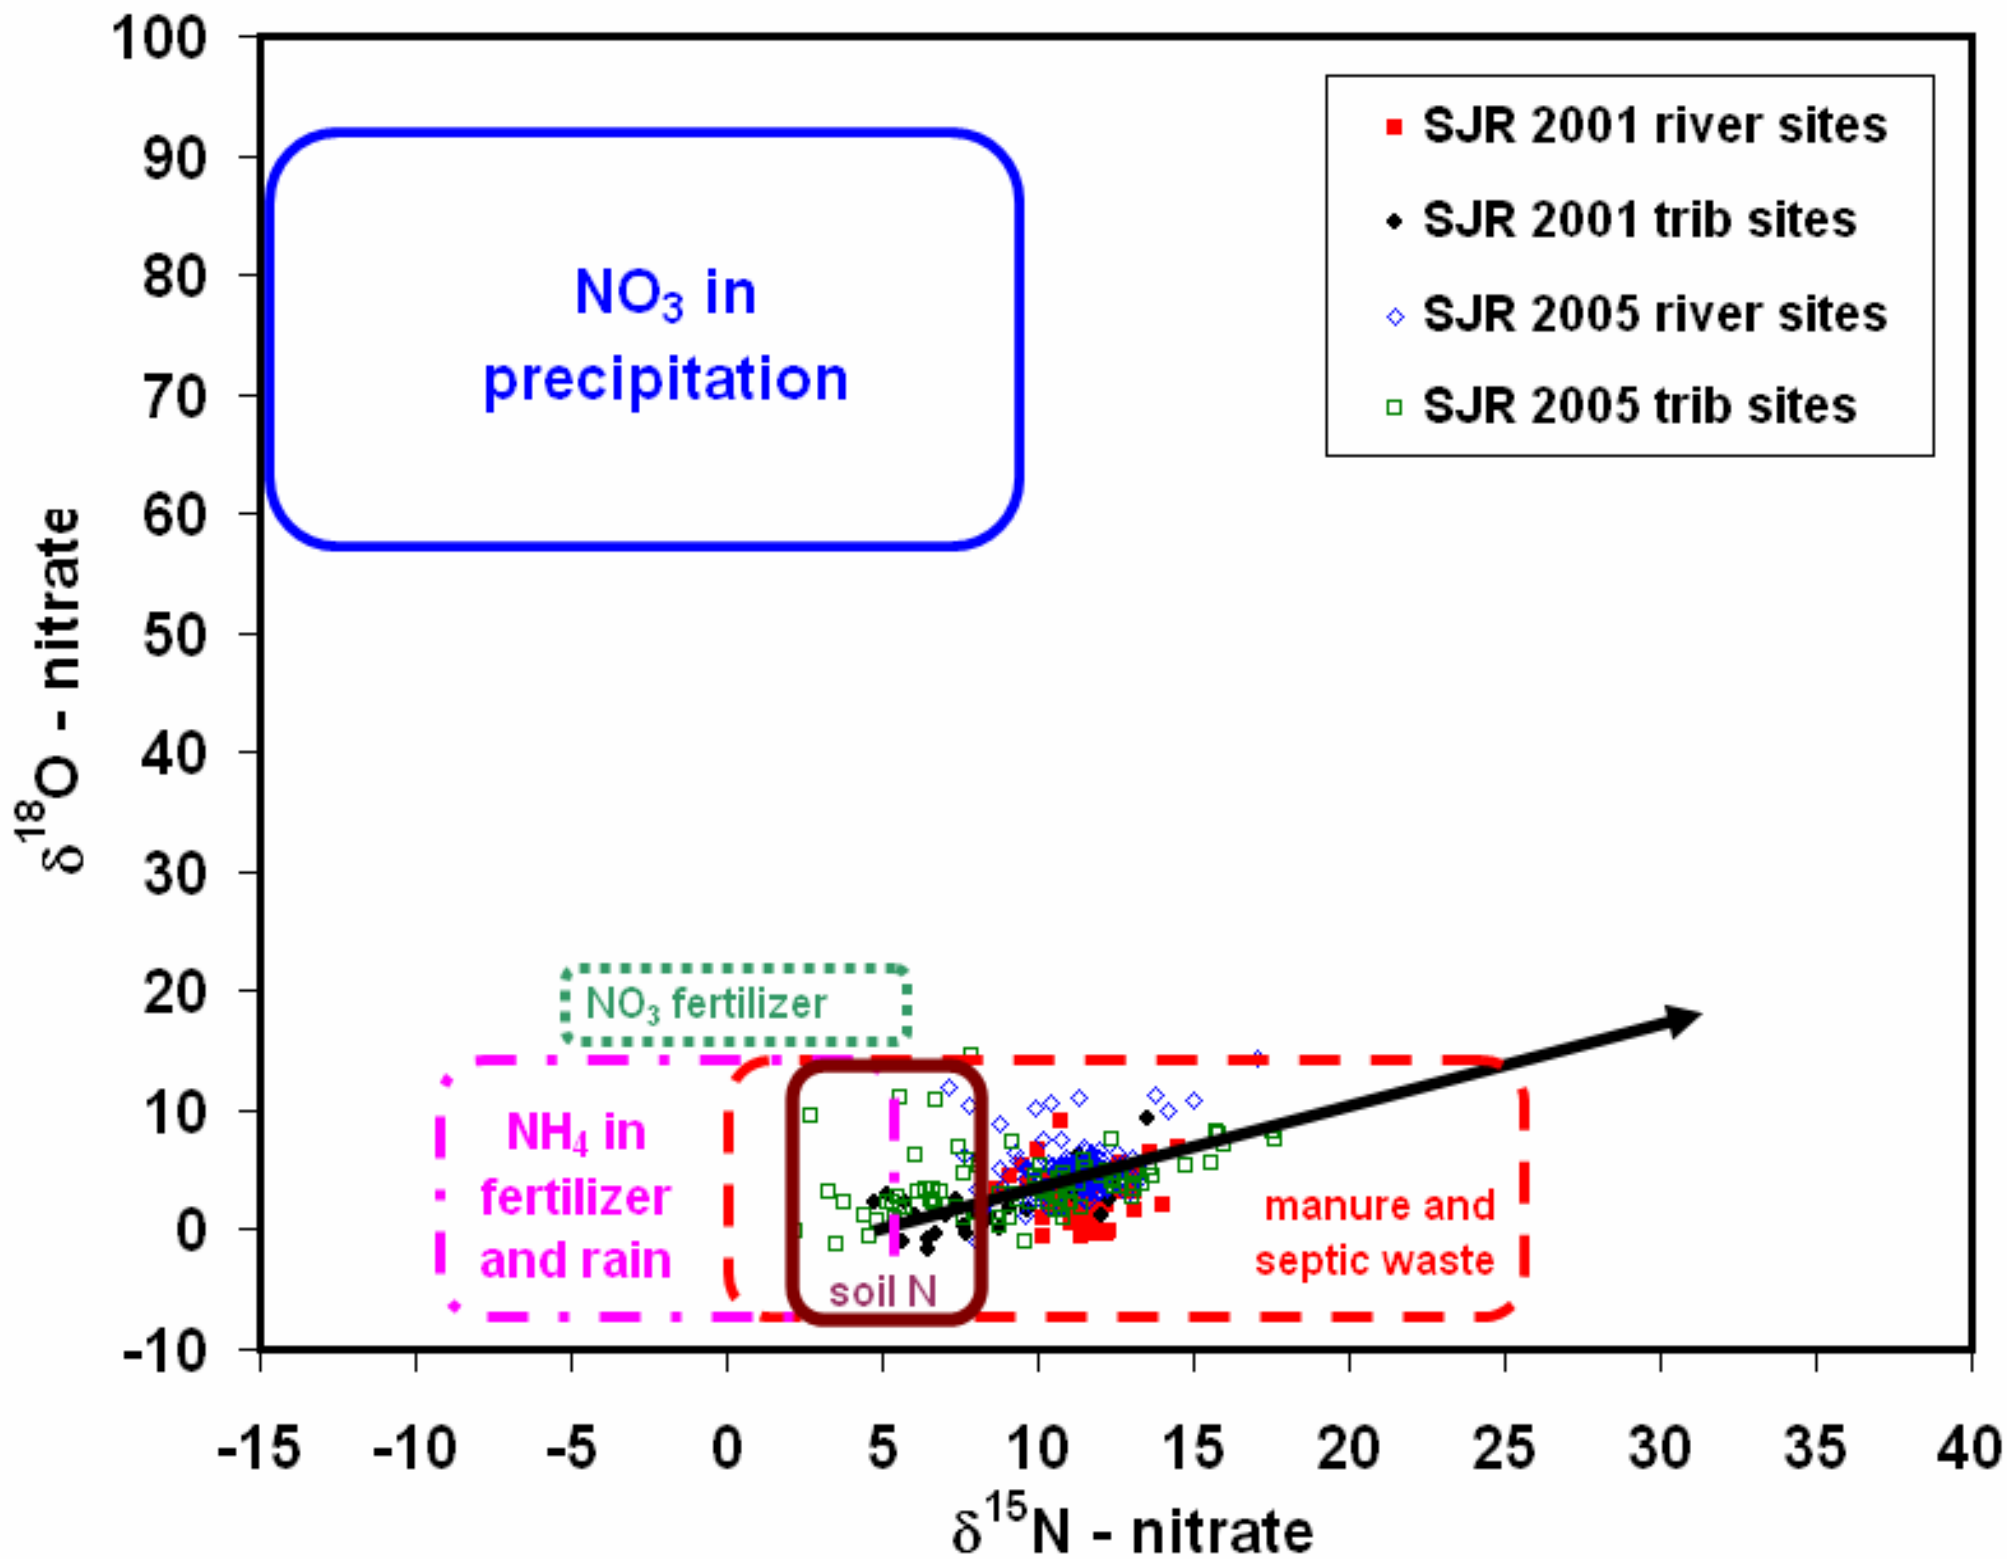 100
90
80
70
60
50
40
30
20
10
0
-10
δ¹⁸O - nitrate
NO₃ in
precipitation
SJR 2001 river sites
SJR 2001 trib sites
SJR 2005 river sites
SJR 2005 trib sites
NO₃ fertilizer
NH₄ in
fertilizer
and rain
soil N
manure and
septic waste
-15 -10 -5 0 5 10 15 20 25 30 35 40
δ¹⁵N - nitrate